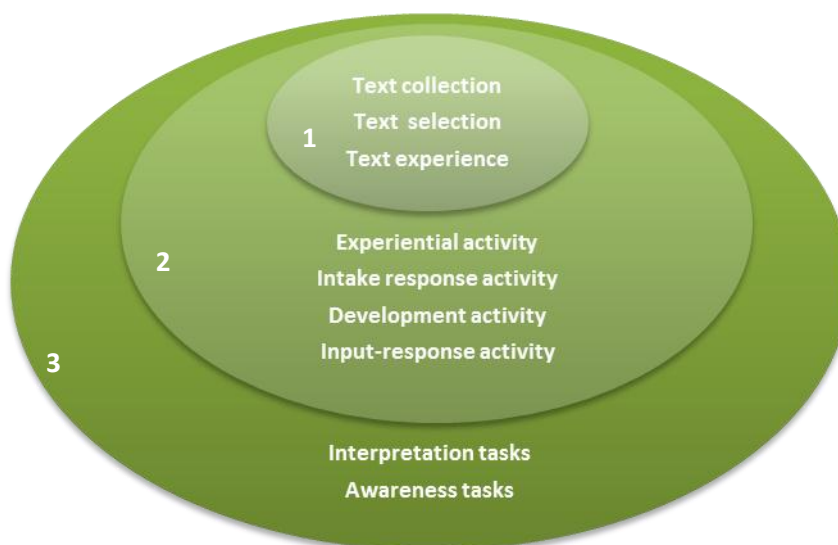 Text collection
Text selection
1
Text experience
Experiential activity
2
Intake response activity
Development activity
Input-response activity
3
Interpretation tasks
Awareness tasks